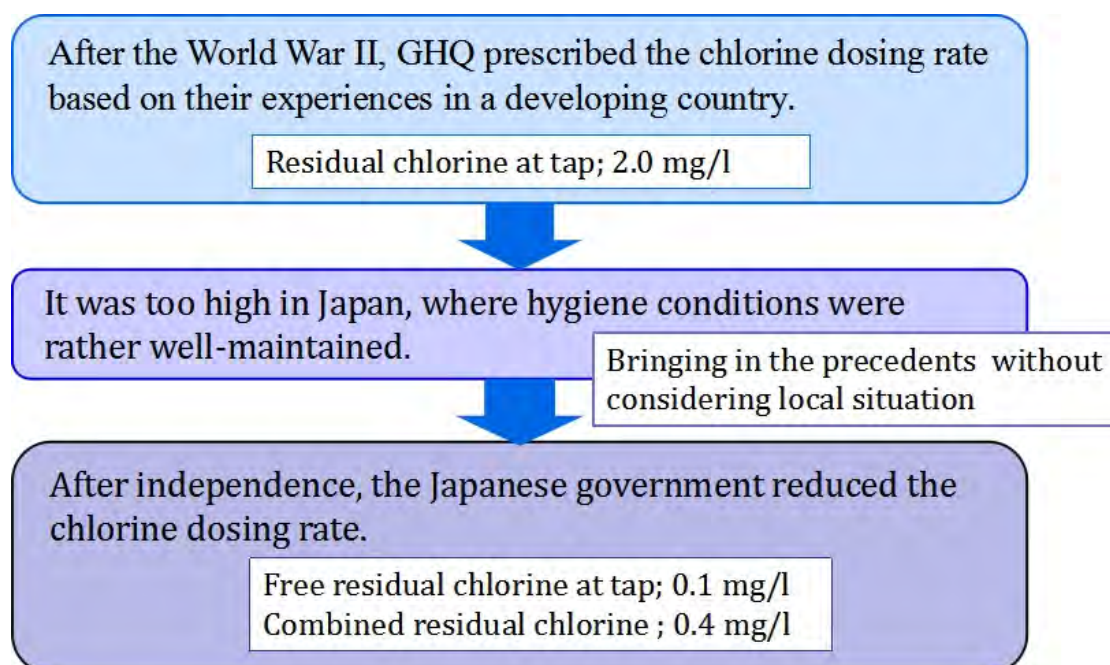 After the World War II, GHQ prescribed the chlorine dosing rate
based on their experiences in a developing country.
Residual chlorine at tap; 2.0 mg/l
It was too high in Japan, where hygiene conditions were
rather well-maintained.
Bringing in the precedents without
considering local situation
After independence, the Japanese government reduced the
chlorine dosing rate.
Free residual chlorine at tap; 0.1 mg/l
Combined residual chlorine ; 0.4 mg/l